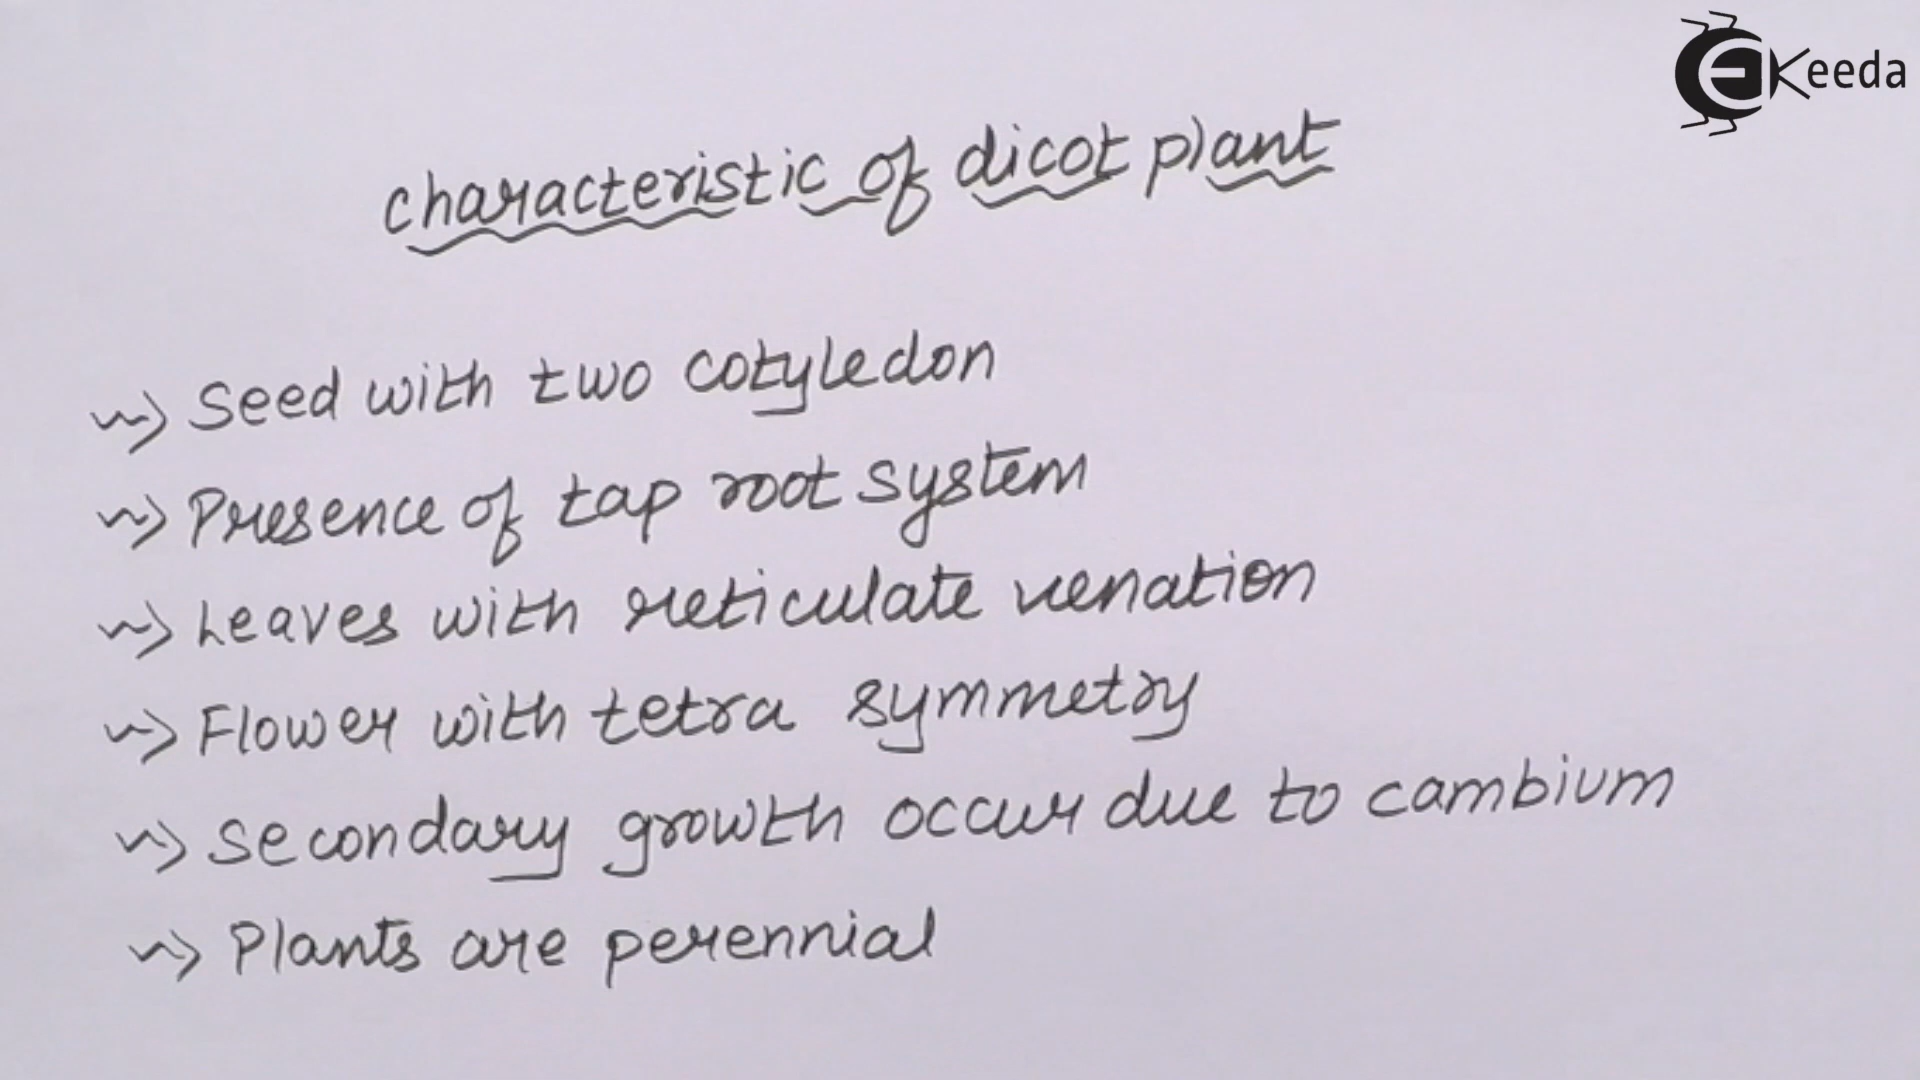 EKeeda
characteristic of dicot plant
~> Seed with two cotyledon
~> Presence of tap root system
~> Leaves with reticulate venation
~> Flower with tetra symmetry
~> Secondary growth occur due to cambium
~> Plants are perennial